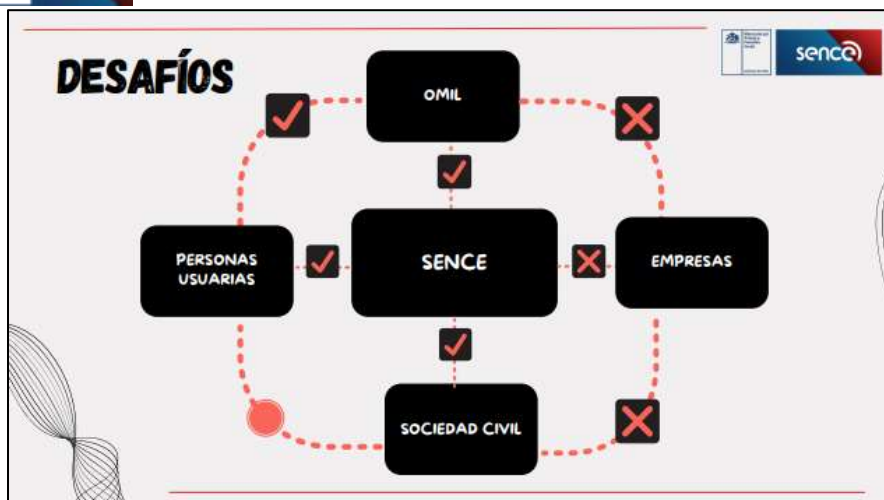 DESAFÍOS
OMIL
sence
PERSONAS
USUARIAS
SENCE
EMPRESAS
SOCIEDAD CIVIL